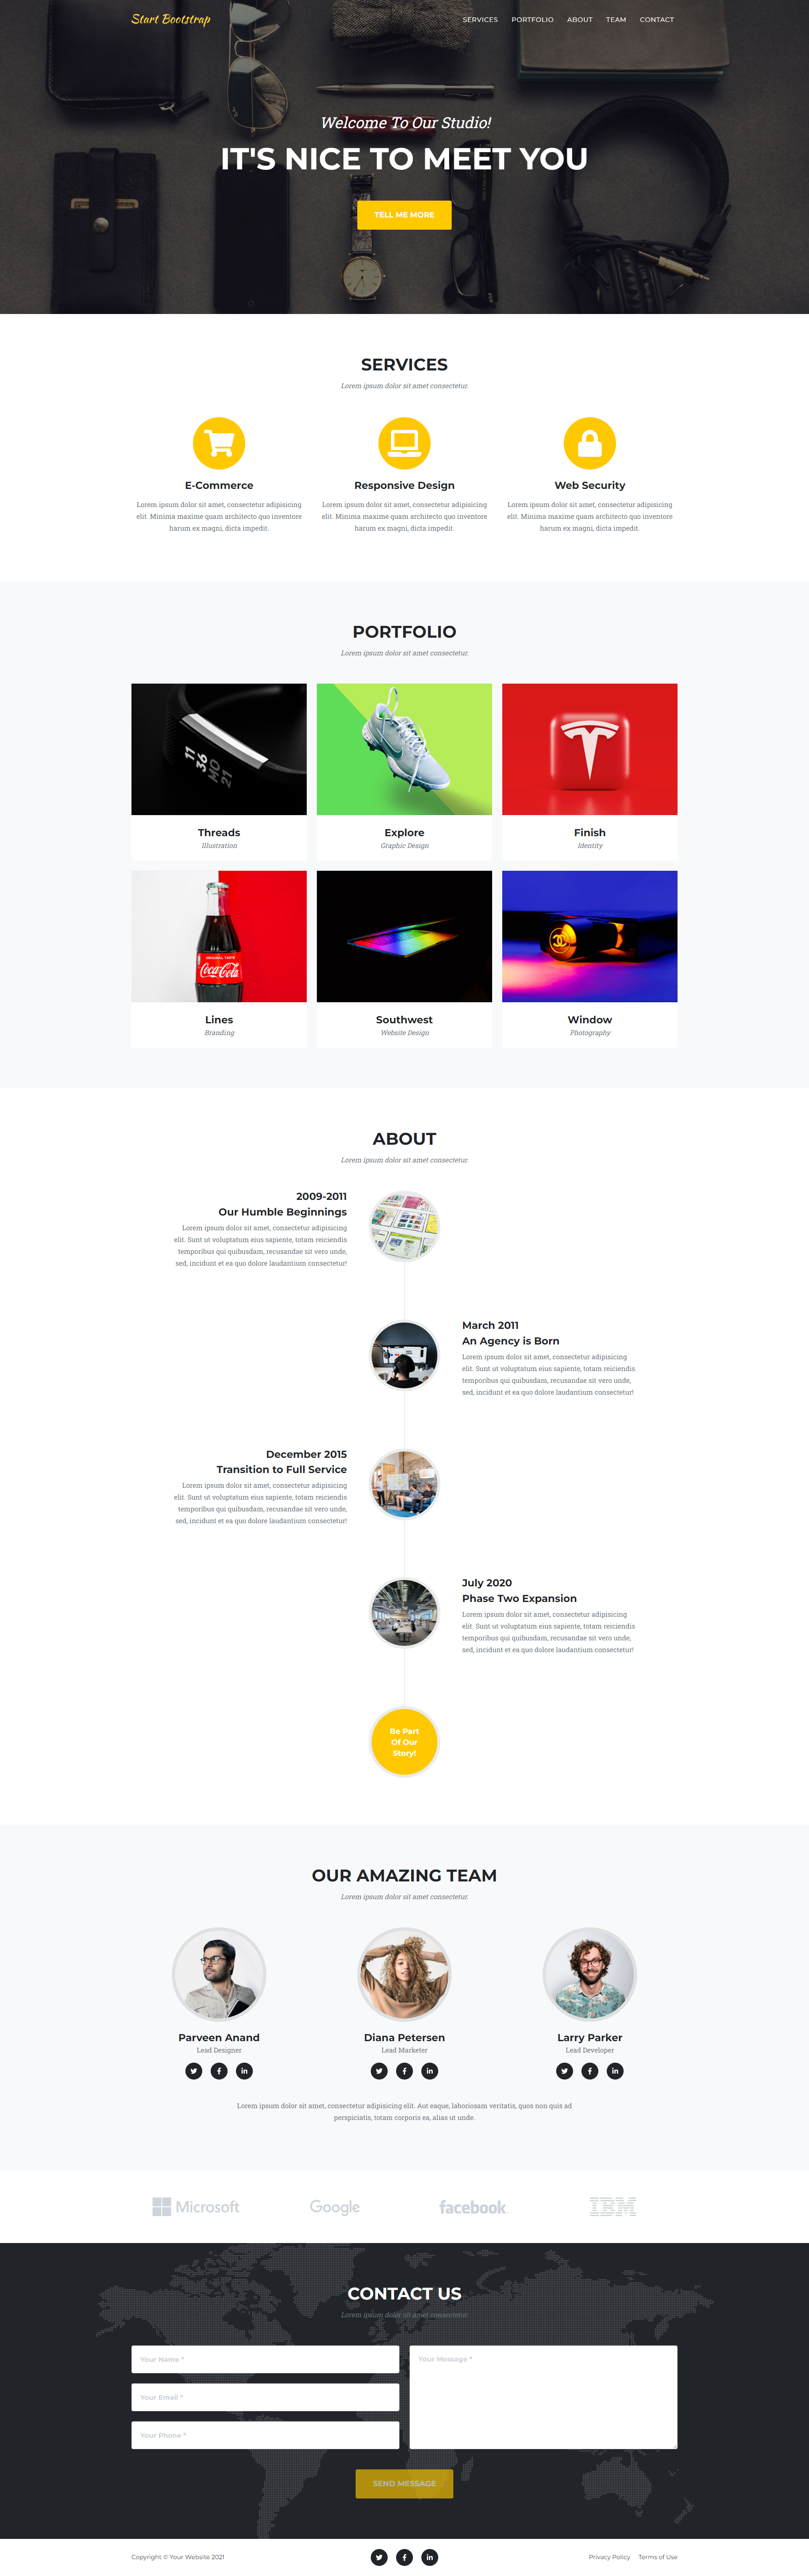 Start Bootstrap
SERVICES PORTFOLIO ABOUT TEAM CONTACT
Welcome To Our Studio!
IT'S NICE TO MEET YOU
TELL ME MORE
SERVICES
Lorem ipsum dolor sit amet consectetur.
E-Commerce
Lorem ipsum dolor sit amet, consectetur adipisicing
elit. Minima maxime quam architecto quo inventore
harum ex magni, dicta impedit.
Responsive Design
Lorem ipsum dolor sit amet, consectetur adipisicing
elit. Minima maxime quam architecto quo inventore
harum ex magni, dicta impedit.
Web Security
Lorem ipsum dolor sit amet, consectetur adipisicing
elit. Minima maxime quam architecto quo inventore
harum ex magni, dicta impedit.
PORTFOLIO
Lorem ipsum dolor sit amet consectetur.
11
36
MO
21
Threads
Illustration
Explore
Graphic Design
Finish
Identity
ORIGINAL TASTE
Coca-Cola
Lines
Branding
Southwest
Website Design
Window
Photography
ABOUT
Lorem ipsum dolor sit amet consectetur.
2009-2011
Our Humble Beginnings
Lorem ipsum dolor sit amet, consectetur adipisicing
elit. Sunt ut voluptatum eius sapiente, totam reiciendis
temporibus qui quibusdam, recusandae sit vero unde,
sed, incidunt et ea quo dolore laudantium consectetur!
March 2011
An Agency is Born
Lorem ipsum dolor sit amet, consectetur adipisicing
elit. Sunt ut voluptatum eius sapiente, totam reiciendis
temporibus qui quibusdam, recusandae sit vero unde,
sed, incidunt et ea quo dolore laudantium consectetur!
December 2015
Transition to Full Service
Lorem ipsum dolor sit amet, consectetur adipisicing
elit. Sunt ut voluptatum eius sapiente, totam reiciendis
temporibus qui quibusdam, recusandae sit vero unde,
sed, incidunt et ea quo dolore laudantium consectetur!
July 2020
Phase Two Expansion
Lorem ipsum dolor sit amet, consectetur adipisicing
elit. Sunt ut voluptatum eius sapiente, totam reiciendis
temporibus qui quibusdam, recusandae sit vero unde,
sed, incidunt et ea quo dolore laudantium consectetur!
Be Part
Of Our
Story!
OUR AMAZING TEAM
Lorem ipsum dolor sit amet consectetur.
Parveen Anand
Lead Designer
Diana Petersen
Lead Marketer
Larry Parker
Lead Developer
Lorem ipsum dolor sit amet, consectetur adipisicing elit. Aut eaque, laboriosam veritatis, quos non quis ad
perspiciatis, totam corporis ea, alias ut unde.
Microsoft
Google
facebook
IBM
CONTACT US
Lorem ipsum dolor sit amet consectetur.
Your Name *
Your Email *
Your Phone *
Your Message *
SEND MESSAGE
Copyright © Your Website 2021
Privacy Policy Terms of Use